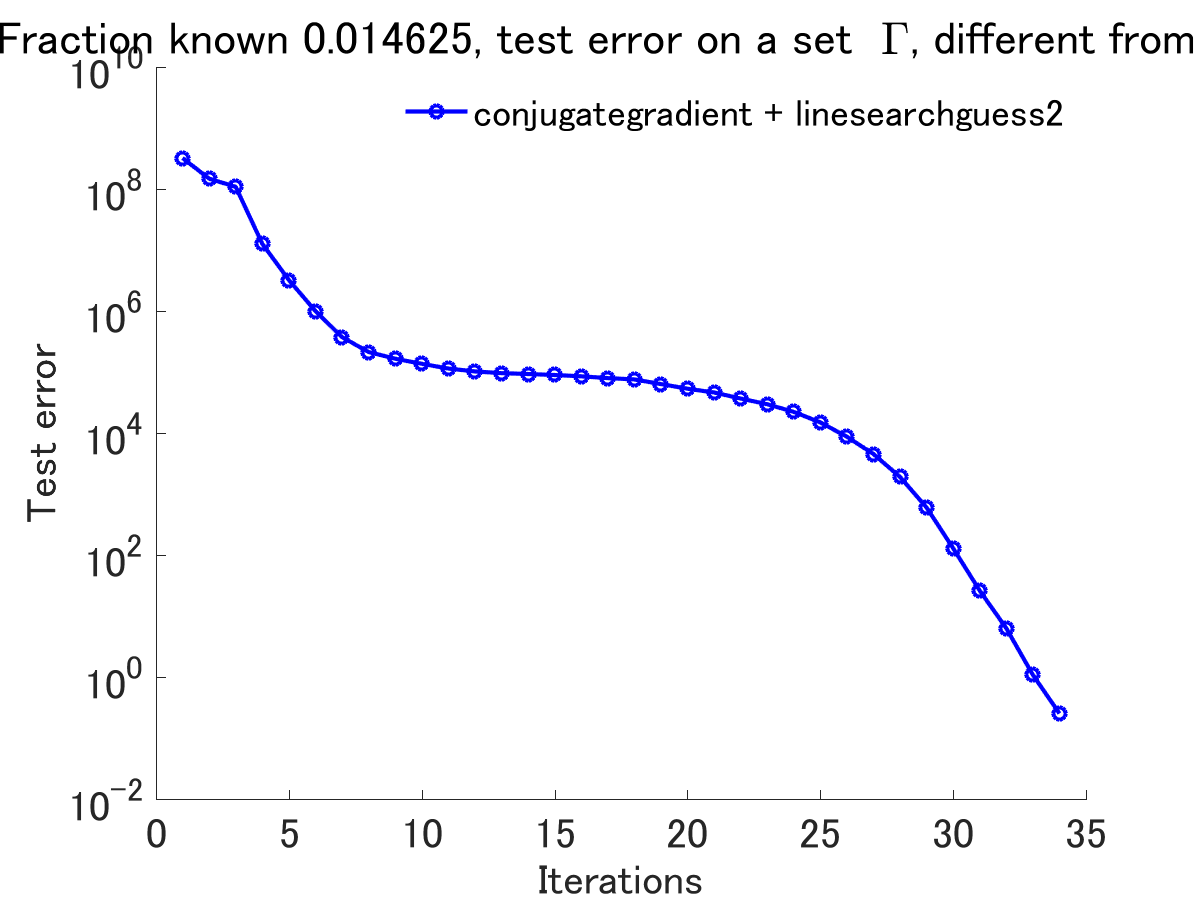 Fraction known 0.014625, test error on a set Γ, different from
conjugategradient + linesearchguess2
Test error
10^10
10^8
10^6
10^4
10^2
10^0
10^-2
0 5 10 15 20 25 30 35
Iterations